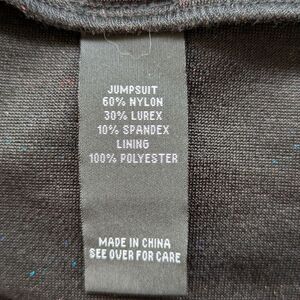 JUMPSUIT
60% NYLON
30% LUREX
10% SPANDEX
LINING
100% POLYESTER
MADE IN CHINA
SEE OVER FOR CARE